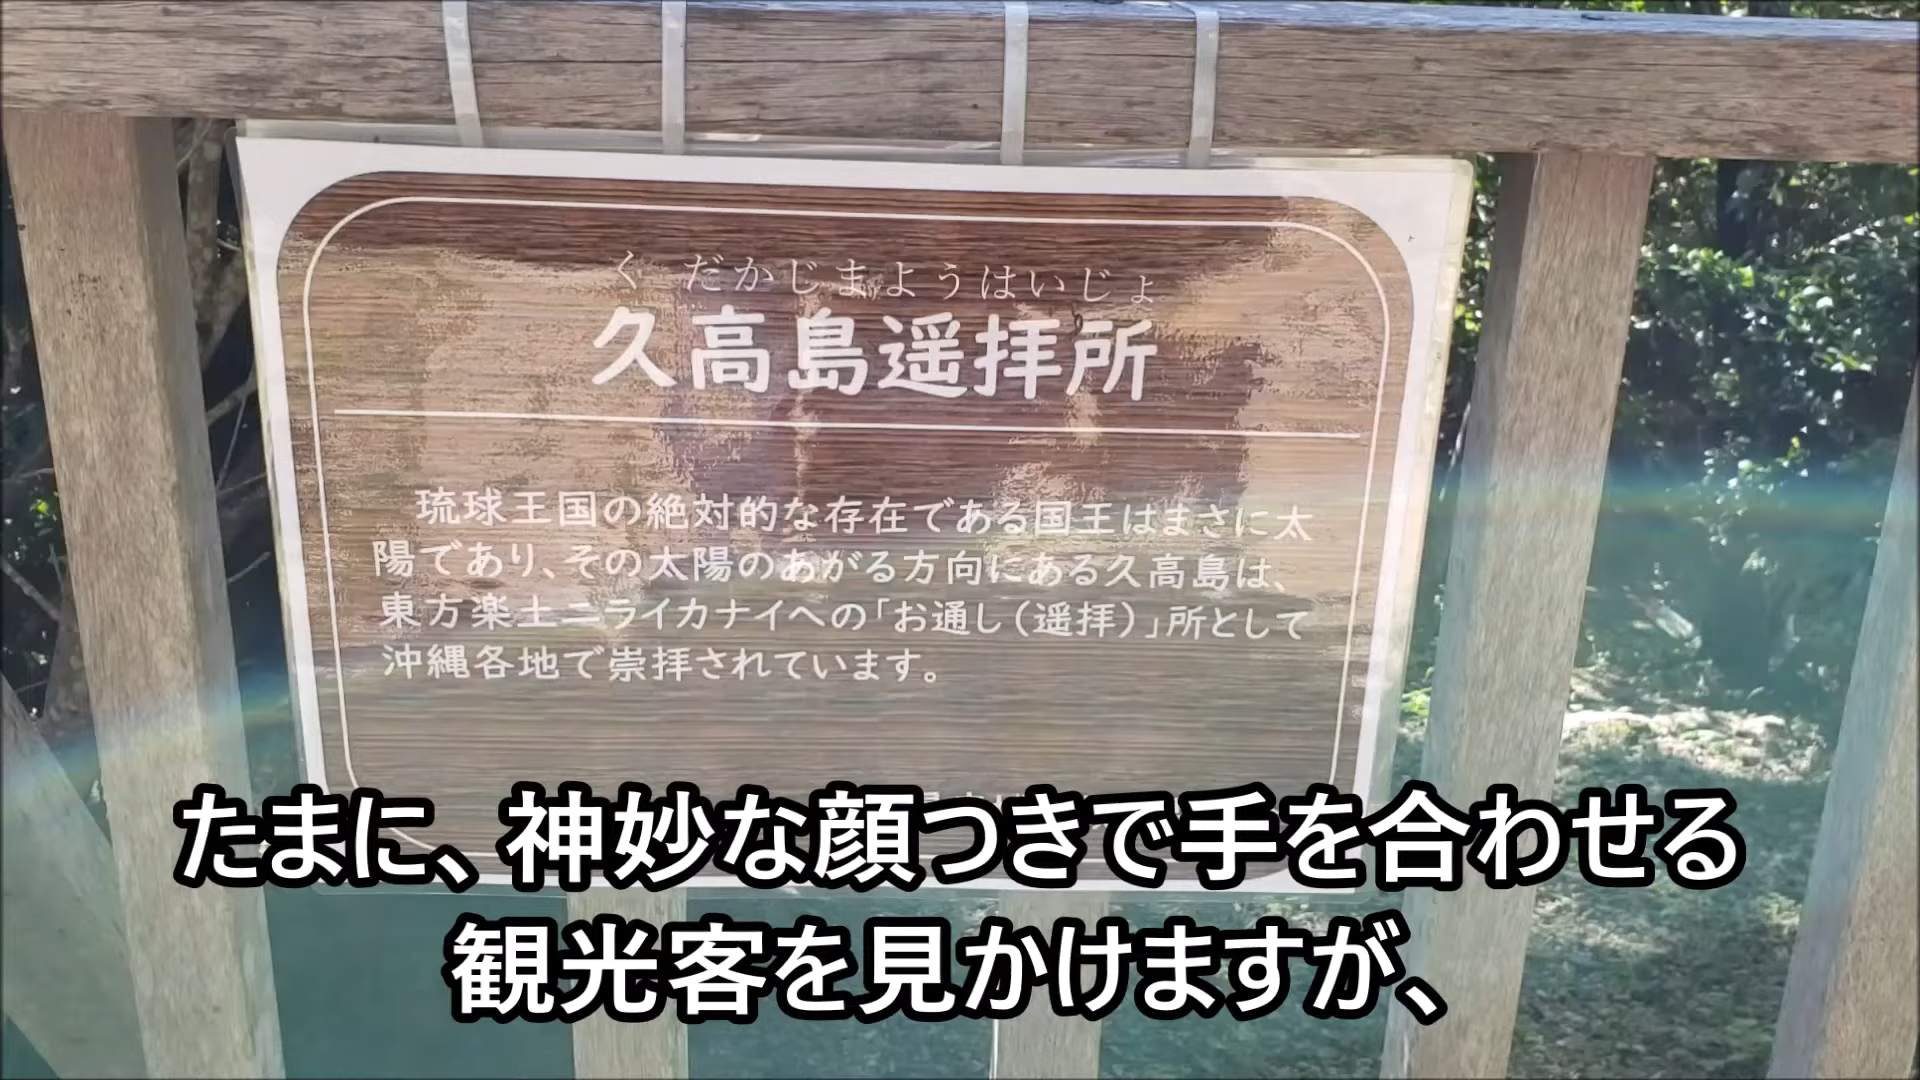 くだかじまようはいじょ
久高島遥拝所
琉球王国の絶対的な存在である国王はまさに太
陽であり、その太陽のあがる方向にある久高島は、
東方楽土ニライカナイへの「お通し(遥拝)」所として
沖縄各地で崇拝されています。
たまに、神妙な顔つきで手を合わせる
観光客を見かけますが、